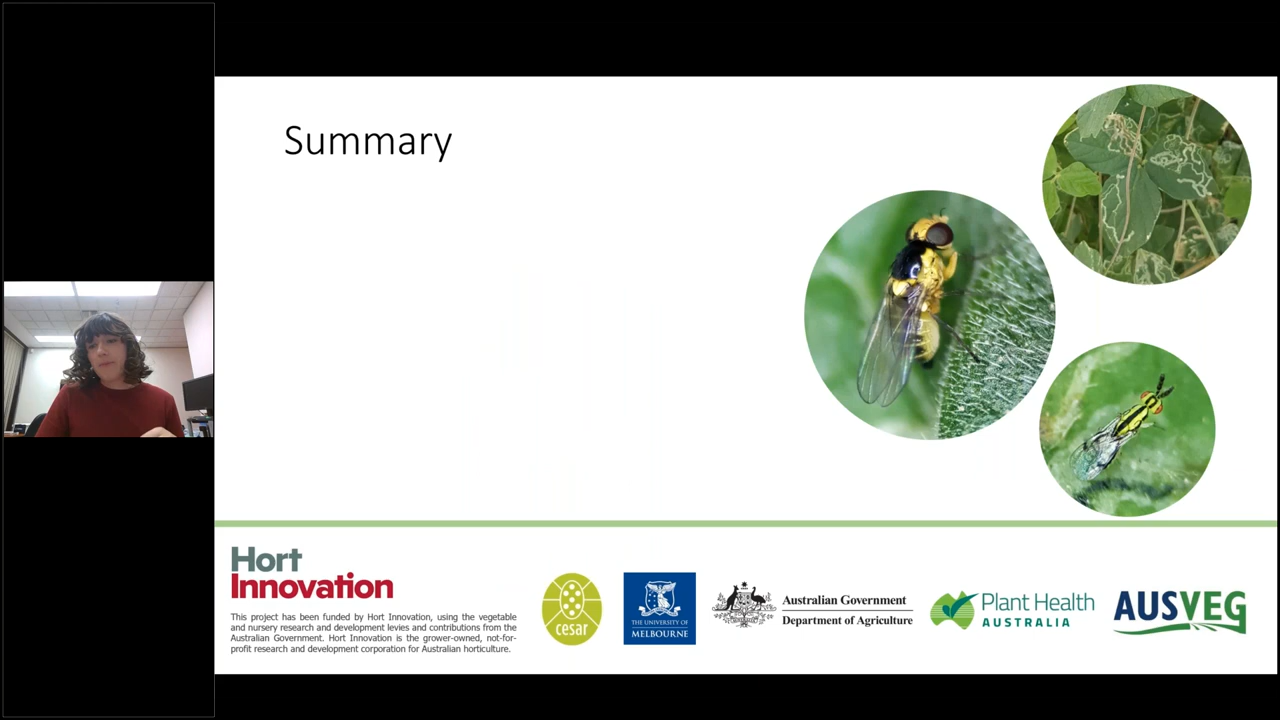 Summary
Hort
Innovation
This project has been funded by Hort Innovation, using the vegetable
and nursery research and development levies and contributions from the
Australian Government. Hort Innovation is the grower-owned, not-for-
profit research and development corporation for Australian horticulture.
cesar
THE UNIVERSITY OF
MELBOURNE
Australian Government
Department of Agriculture
Plant Health
AUSTRALIA
AUSVEG